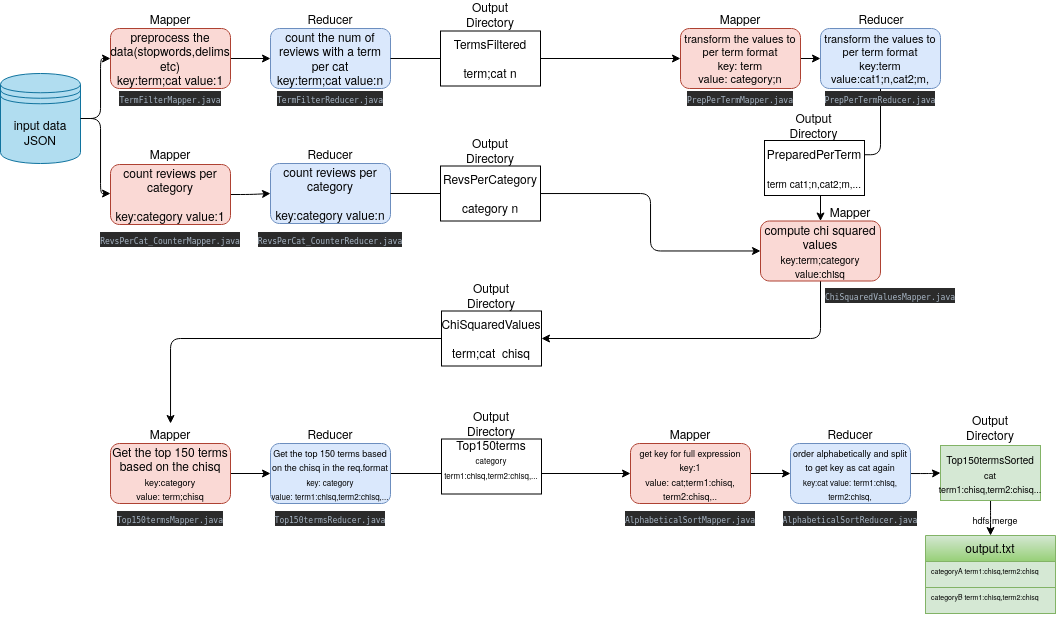 input data
JSON
Mapper
preprocess the
data(stopwords,delims
etc)
key:term;cat value:1
TermFilterMapper.java
Reducer
count the num of
reviews with a term
per cat
key:term;cat value:n
TermFilterReducer.java
Output
Directory
TermsFiltered
term;cat n
Mapper
transform the values to
per term format
key: term
value: category;n
PrepPerTermMapper.java
Reducer
transform the values to
per term format
key:term
value:cat1;n,cat2;m,
PrepPerTermReducer.java
Output
Directory
PreparedPerTerm
term cat1;n,cat2;m,...
Mapper
count reviews per
category
key:category value:1
RevsPerCat_CounterMapper.java
Reducer
count reviews per
category
key:category value:n
RevsPerCat_CounterReducer.java
Output
Directory
RevsPerCategory
category n
Mapper
compute chi squared
values
key:term;category
value:chisq
ChiSquaredValuesMapper.java
Output
Directory
ChiSquaredValues
term;cat chisq
Mapper
Get the top 150 terms
based on the chisq
key:category
value: term;chisq
Top150termsMapper.java
Reducer
Get the top 150 terms based
on the chisq in the req.format
key: category
value: term1:chisq,term2:chisq,...
Top150termsReducer.java
Output
Directory
Top150terms
category
term1:chisq,term2:chisq,...
Mapper
get key for full expression
key:1
value: cat;term1:chisq,
term2:chisq,..
AlphabeticalSortMapper.java
Reducer
order alphabetically and split
to get key as cat again
key:cat value: term1:chisq,
term2:chisq,
AlphabeticalSortReducer.java
Output
Directory
Top150termsSorted
cat
term1:chisq,term2:chisq...
hdfs merge
output.txt
categoryA term1:chisq,term2:chisq
categoryB term1:chisq,term2:chisq